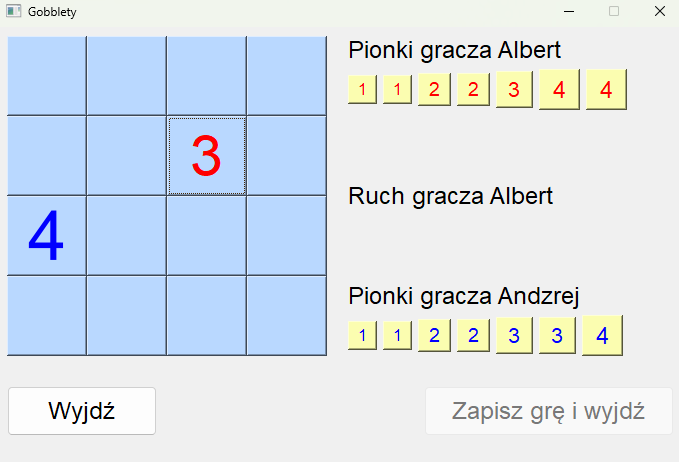 Gobblety
Pionki gracza Albert
1 1 2 2 3 4 4
3
Ruch gracza Albert
4
Pionki gracza Andzrej
1 1 2 2 3 3 4
Wyjdź
Zapisz grę i wyjdź